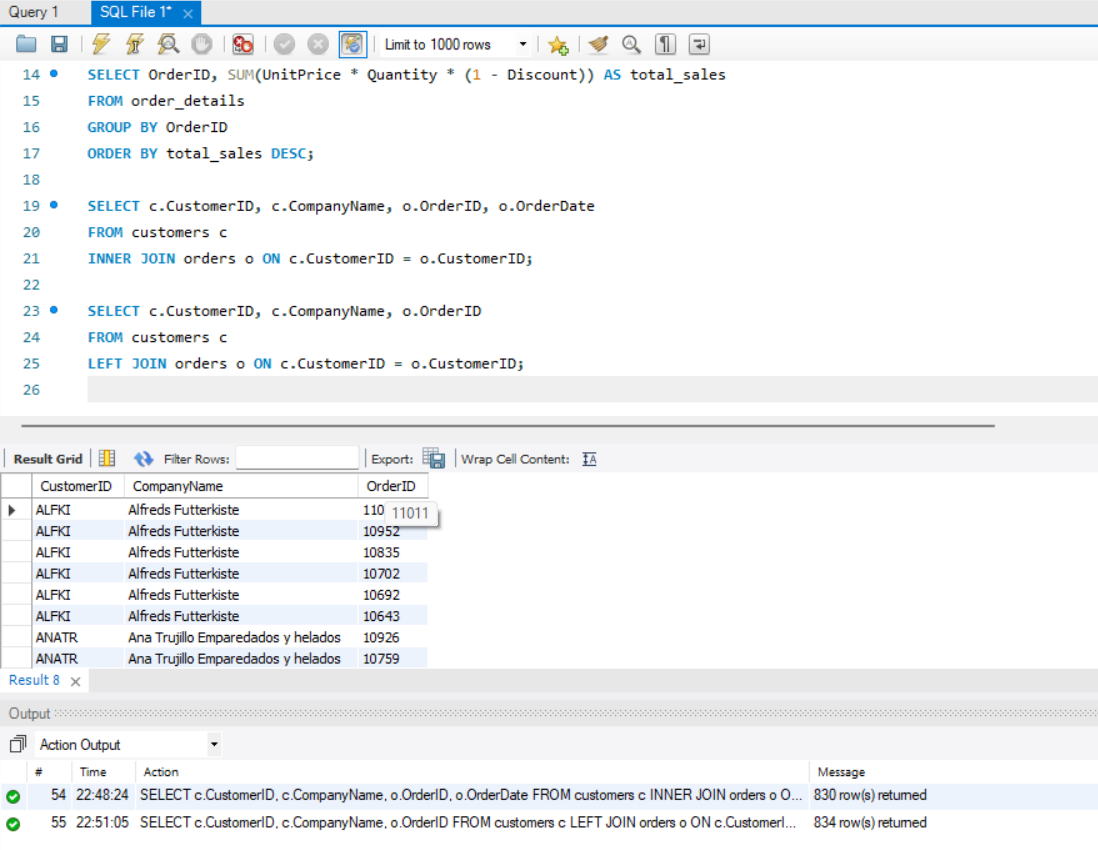 Query 1 SQL File 1*
Limit to 1000 rows
14 SELECT OrderID, SUM(UnitPrice * Quantity * (1 - Discount)) AS total_sales
15 FROM order_details
16 GROUP BY OrderID
17 ORDER BY total_sales DESC;
18
19 SELECT c.CustomerID, c.CompanyName, o.OrderID, o.OrderDate
20 FROM customers c
21 INNER JOIN orders o ON c.CustomerID = o.CustomerID;
22
23 SELECT c.CustomerID, c.CompanyName, o.OrderID
24 FROM customers c
25 LEFT JOIN orders o ON c.CustomerID = o.CustomerID;
26
Result Grid Filter Rows: Export: Wrap Cell Content: IA
CustomerID CompanyName OrderID
ALFKI Alfreds Futterkiste 110 11011
ALFKI Alfreds Futterkiste 10952
ALFKI Alfreds Futterkiste 10835
ALFKI Alfreds Futterkiste 10702
ALFKI Alfreds Futterkiste 10692
ALFKI Alfreds Futterkiste 10643
ANATR Ana Trujillo Emparedados y helados 10926
ANATR Ana Trujillo Emparedados y helados 10759
Result 8
Output
Action Output
# Time Action Message
54 22:48:24 SELECT c.CustomerID, c.CompanyName, o.OrderID, o.OrderDate FROM customers c INNER JOIN orders o O... 830 row(s) returned
55 22:51:05 SELECT c.CustomerID, c.CompanyName, o.OrderID FROM customers c LEFT JOIN orders o ON c.CustomerI... 834 row(s) returned